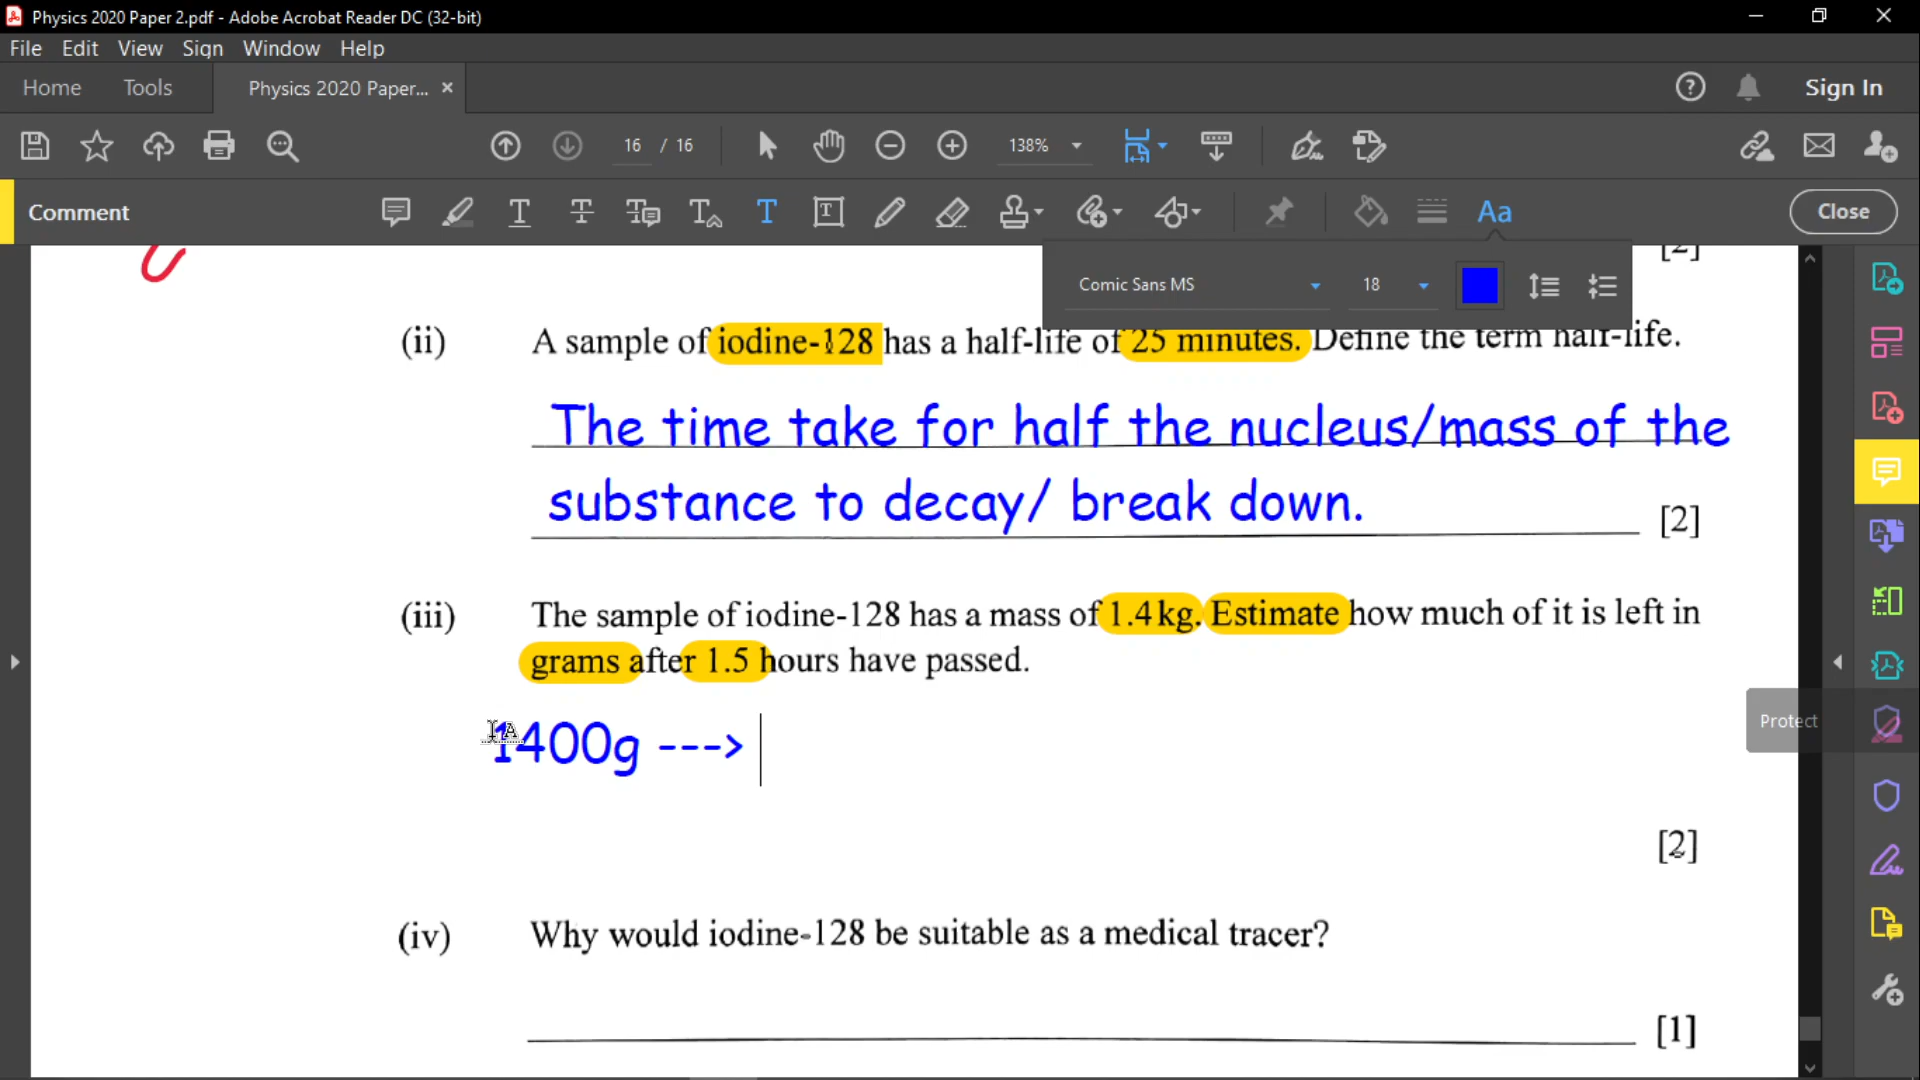 Physics 2020 Paper 2.pdf - Adobe Acrobat Reader DC (32-bit)
File Edit View Sign Window Help
Home Tools Physics 2020 Paper... × Sign In
16 / 16 138%
Comment Close
Comic Sans MS 18
[2]
(ii) A sample of iodine-128 has a half-life of 25 minutes. Define the term half-life.
The time take for half the nucleus/mass of the
substance to decay/ break down.
[2]
(iii) The sample of iodine-128 has a mass of 1.4 kg. Estimate how much of it is left in
grams after 1.5 hours have passed.
1400g --->
Protect
[2]
(iv) Why would iodine-128 be suitable as a medical tracer?
[1]